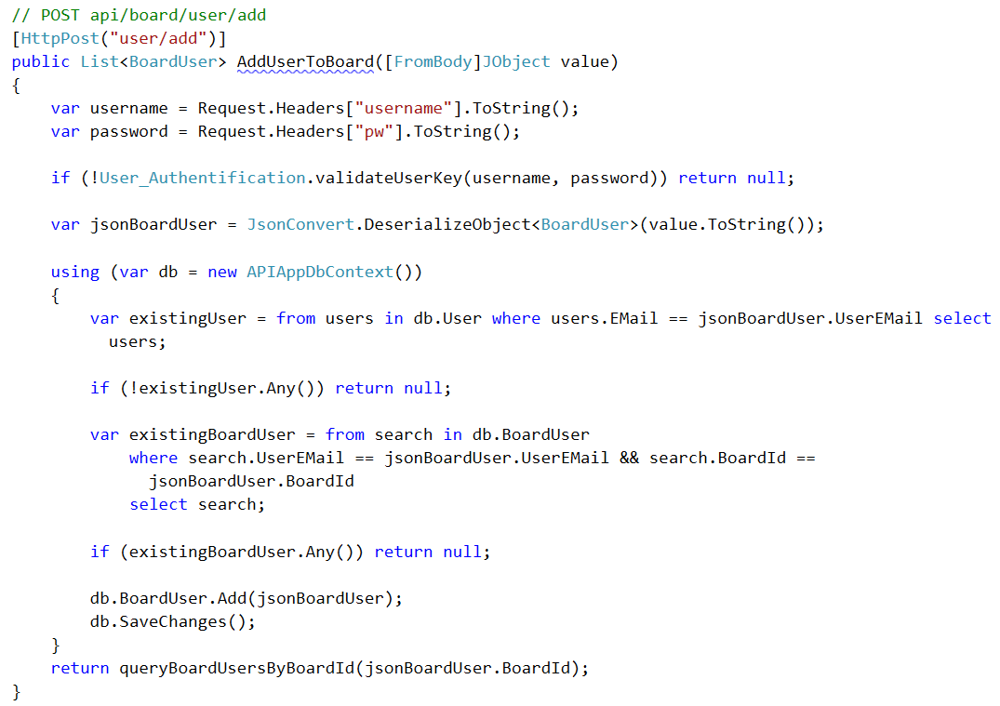 // POST api/board/user/add
[HttpPost("user/add")]
public List<BoardUser> AddUserToBoard([FromBody]JObject value)
{
    var username = Request.Headers["username"].ToString();
    var password = Request.Headers["pw"].ToString();

    if (!User_Authentification.validateUserKey(username, password)) return null;

    var jsonBoardUser = JsonConvert.DeserializeObject<BoardUser>(value.ToString());

    using (var db = new APIAppDbContext())
    {
        var existingUser = from users in db.User where users.EMail == jsonBoardUser.UserEMail select
          users;

        if (!existingUser.Any()) return null;

        var existingBoardUser = from search in db.BoardUser
            where search.UserEMail == jsonBoardUser.UserEMail && search.BoardId ==
              jsonBoardUser.BoardId
            select search;

        if (existingBoardUser.Any()) return null;

        db.BoardUser.Add(jsonBoardUser);
        db.SaveChanges();
    }
    return queryBoardUsersByBoardId(jsonBoardUser.BoardId);
}